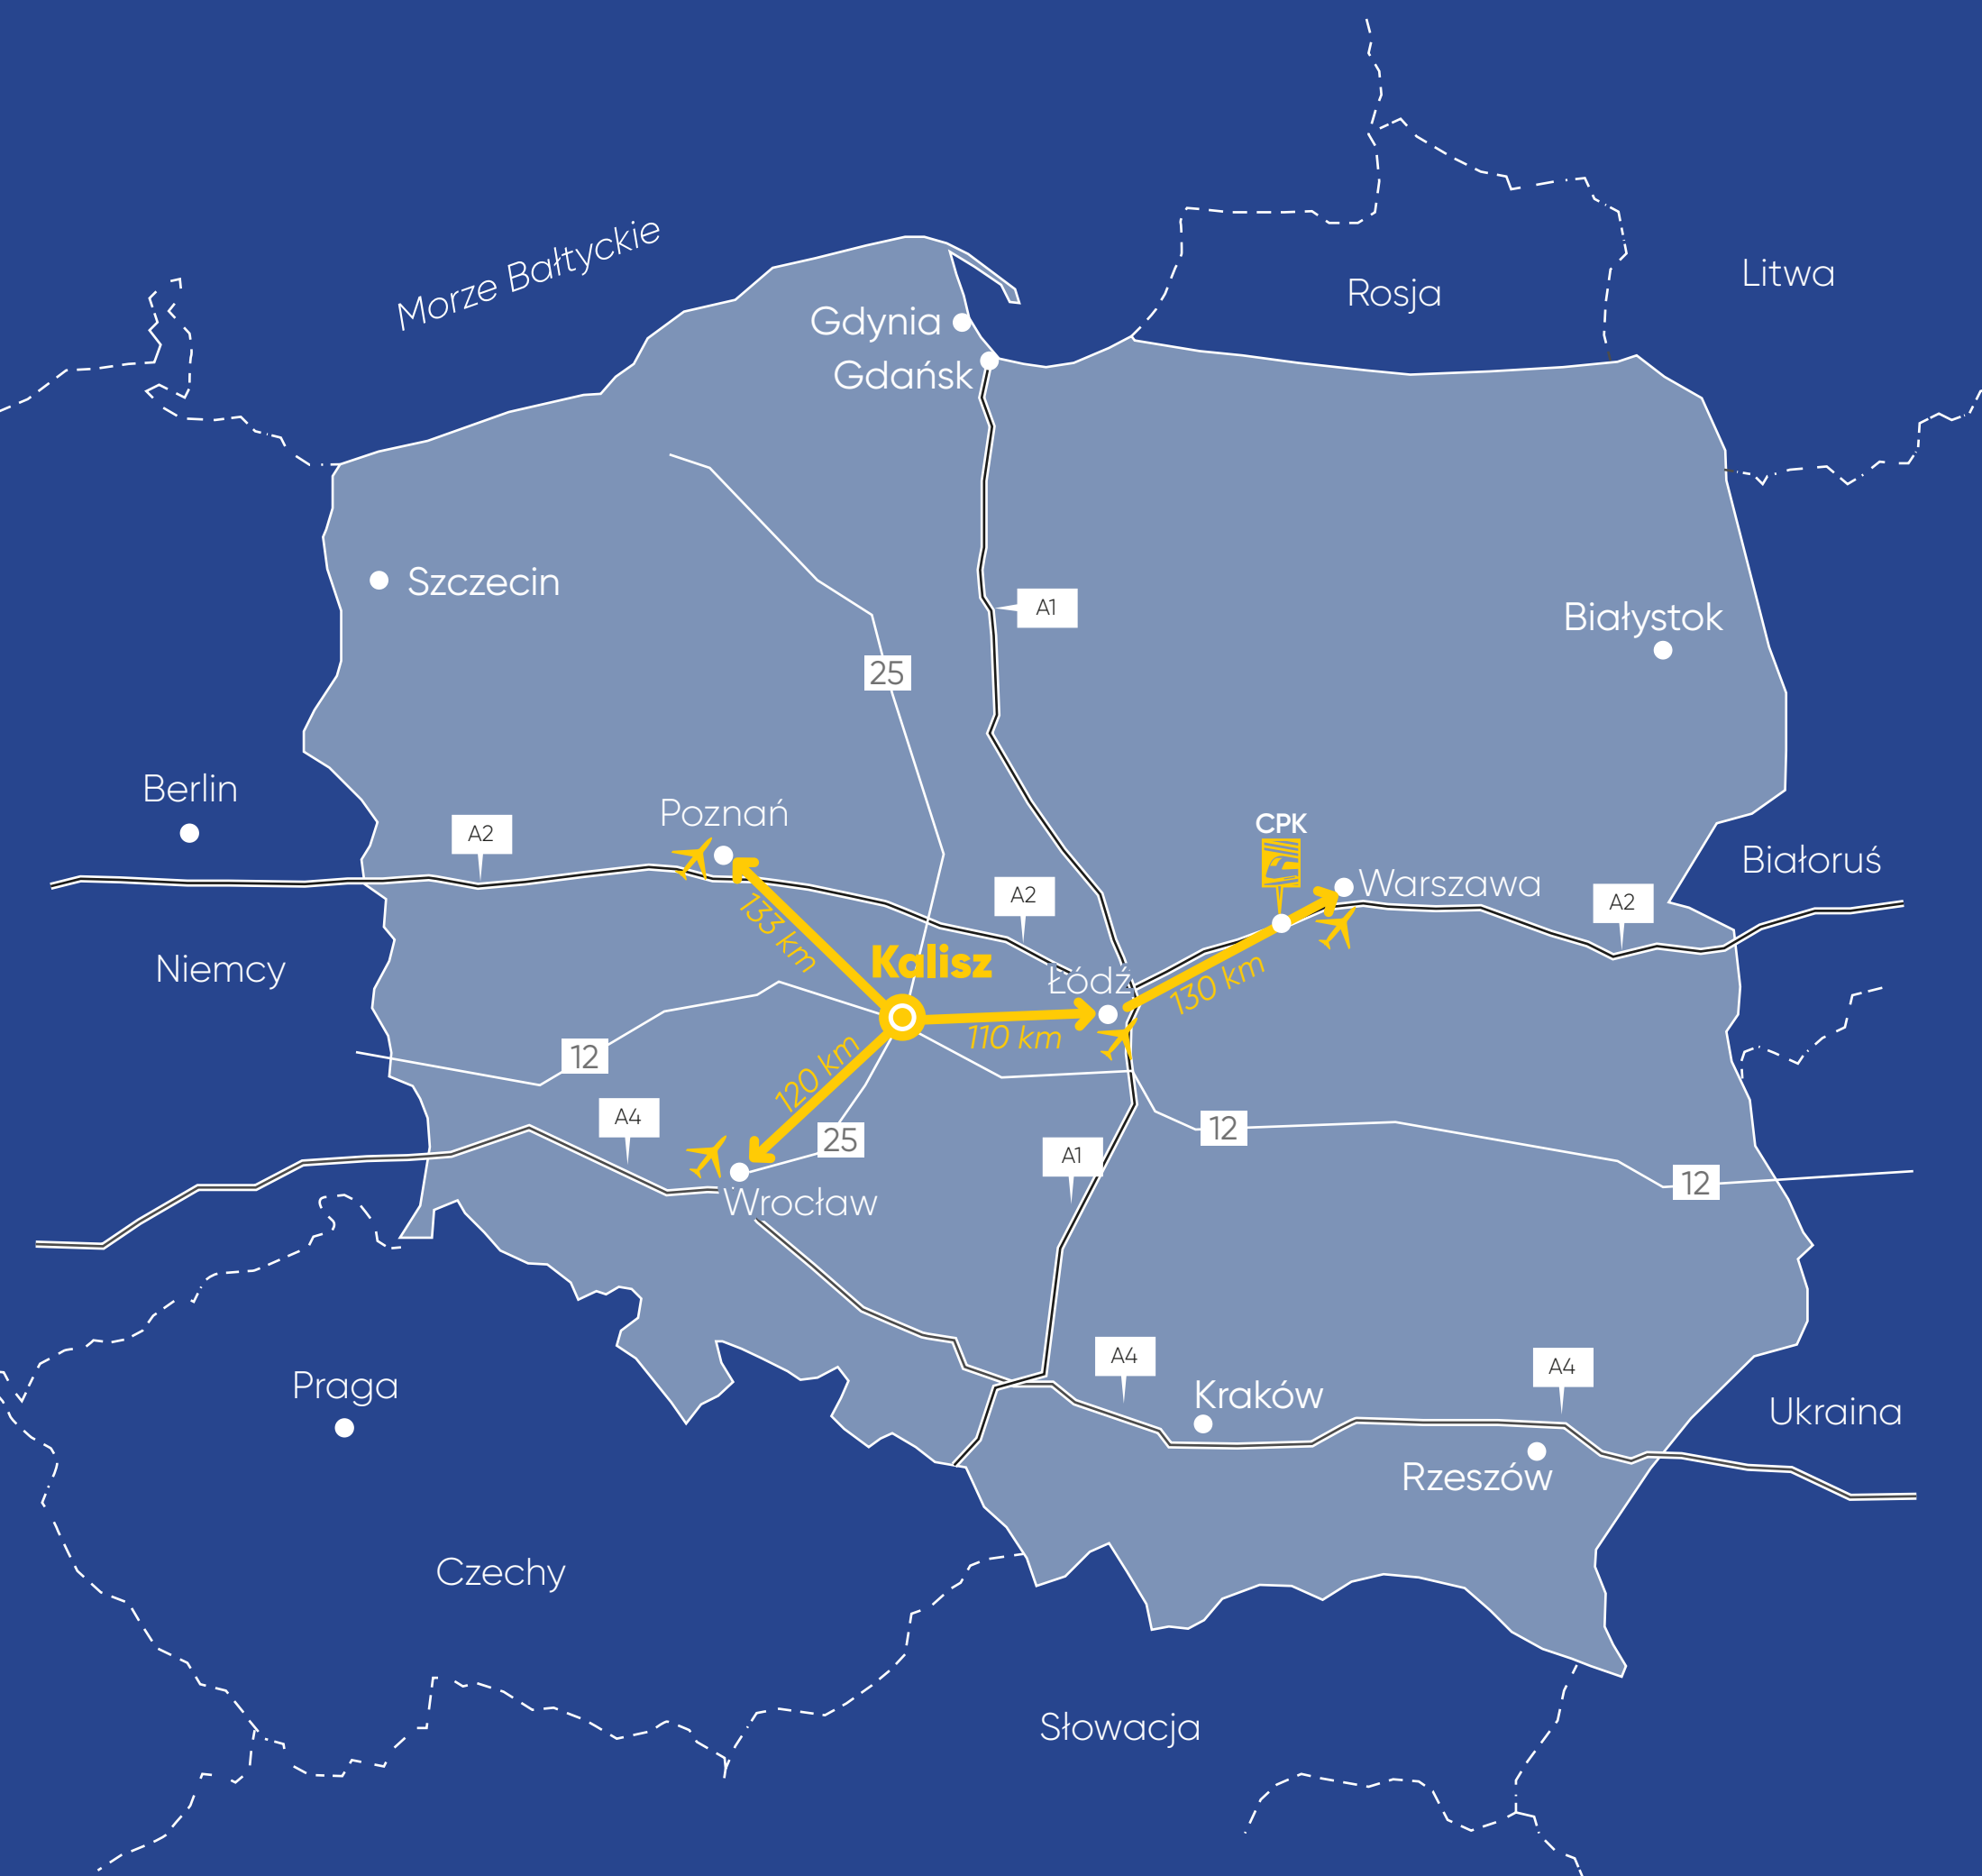 Morze Bałtyckie
Litwa
Rosja
Gdynia
Gdańsk
Szczecin
A1
Białystok
25
Berlin
Poznań
A2
CPK
Białoruś
Warszawa
A2
A2
133 km
Kalisz
Niemcy
Łódź
130 km
110 km
12
120 km
A4
25
12
A1
12
Wrocław
A4
A4
Praga
Kraków
Ukraina
Rzeszów
Czechy
Słowacja